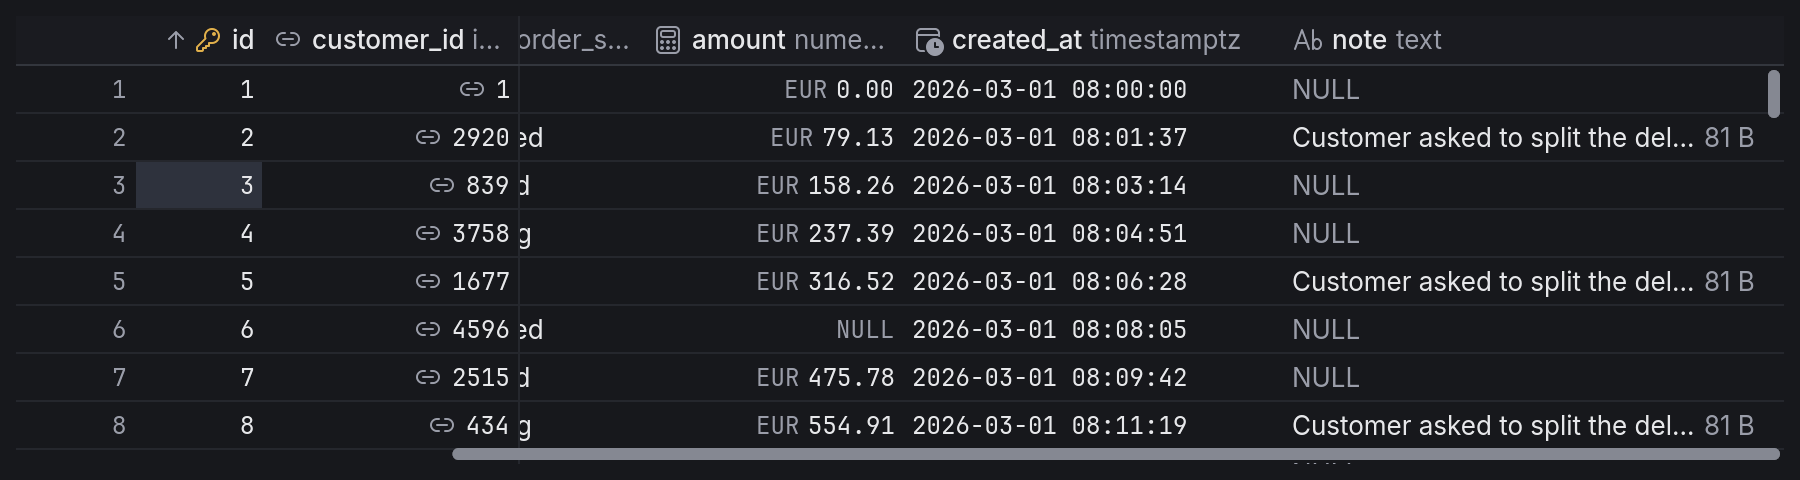 id customer_id i... order_s... amount nume... created_at timestamptz Ab note text
1 1 1 EUR 0.00 2026-03-01 08:00:00 NULL
2 2 2920 ed EUR 79.13 2026-03-01 08:01:37 Customer asked to split the del... 81 B
3 3 839 d EUR 158.26 2026-03-01 08:03:14 NULL
4 4 3758 g EUR 237.39 2026-03-01 08:04:51 NULL
5 5 1677 EUR 316.52 2026-03-01 08:06:28 Customer asked to split the del... 81 B
6 6 4596 ed NULL 2026-03-01 08:08:05 NULL
7 7 2515 d EUR 475.78 2026-03-01 08:09:42 NULL
8 8 434 g EUR 554.91 2026-03-01 08:11:19 Customer asked to split the del... 81 B